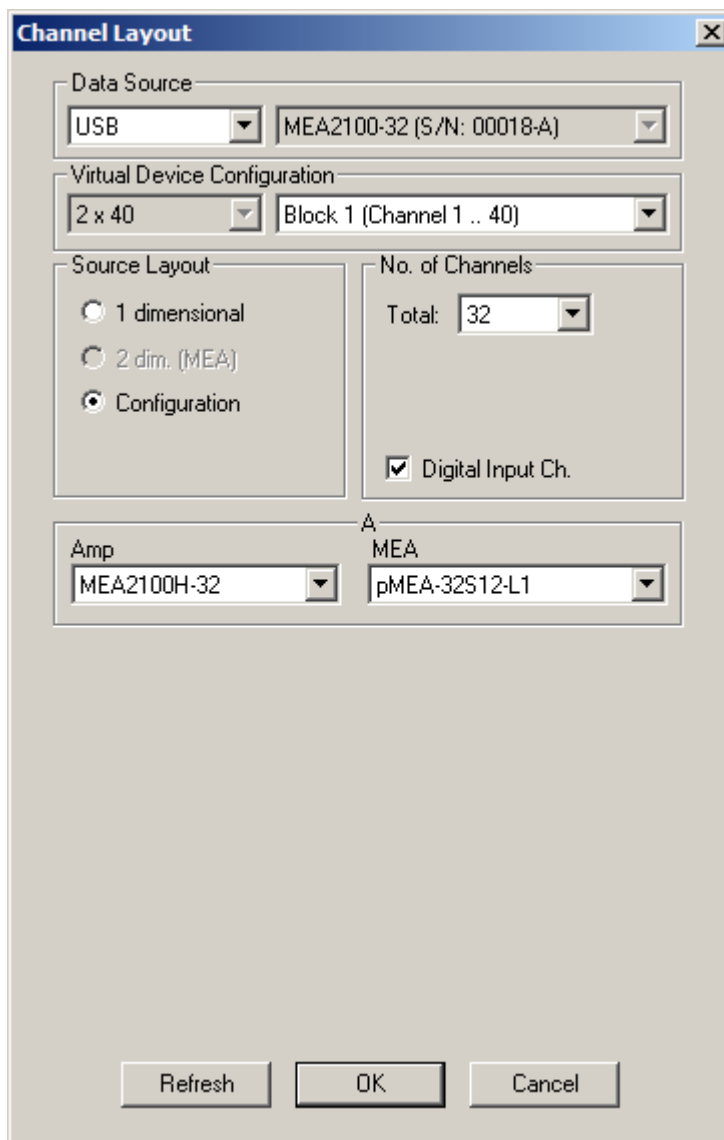 Channel Layout
Data Source
USB
MEA2100-32 (S/N: 00018-A)
Virtual Device Configuration
2 x 40
Block 1 (Channel 1 .. 40)
Source Layout
1 dimensional
2 dim. (MEA)
Configuration
No. of Channels
Total: 32
Digital Input Ch.
A
Amp
MEA2100H-32
MEA
pMEA-32S12-L1
Refresh
OK
Cancel